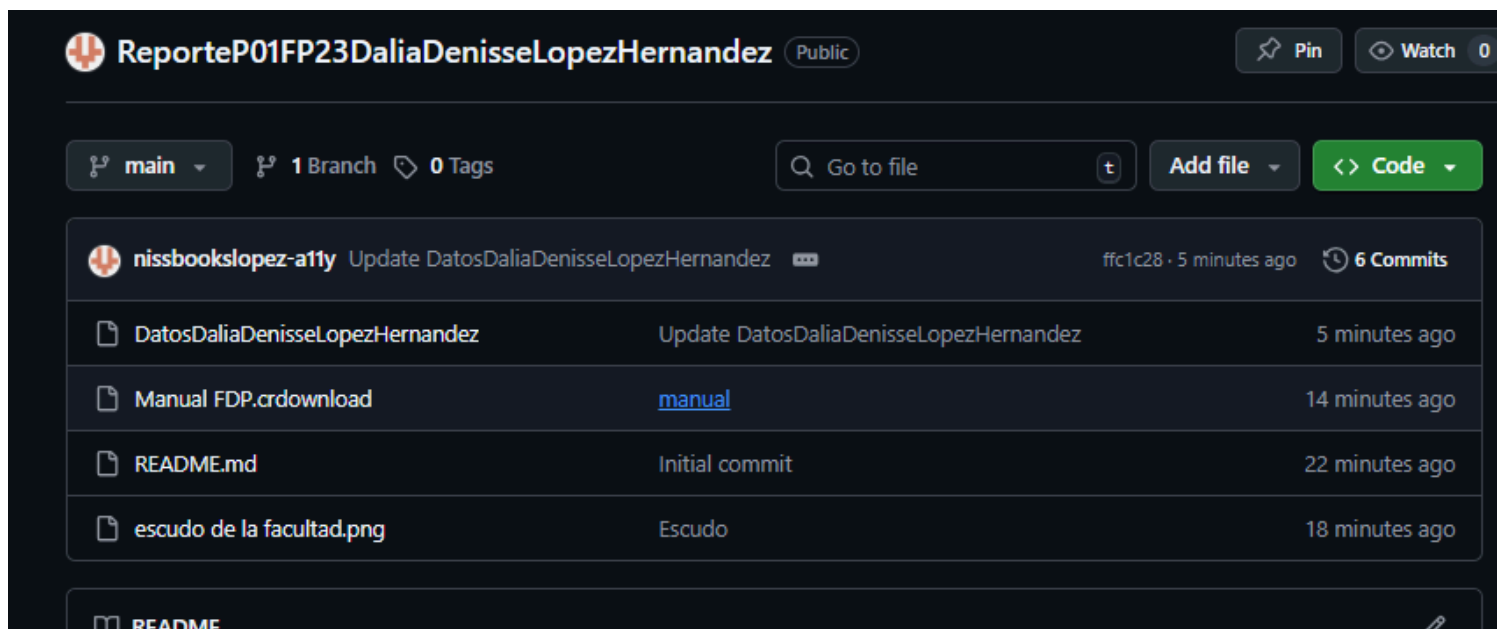 ReporteP01FP23DaliaDenisseLopezHernandez Public Pin Watch 0
main 1 Branch 0 Tags Go to file t Add file Code
nissbookslopez-a11y Update DatosDaliaDenisseLopezHernandez ffc1c28 · 5 minutes ago 6 Commits
DatosDaliaDenisseLopezHernandez Update DatosDaliaDenisseLopezHernandez 5 minutes ago
Manual FDP.crdownload manual 14 minutes ago
README.md Initial commit 22 minutes ago
escudo de la facultad.png Escudo 18 minutes ago
README